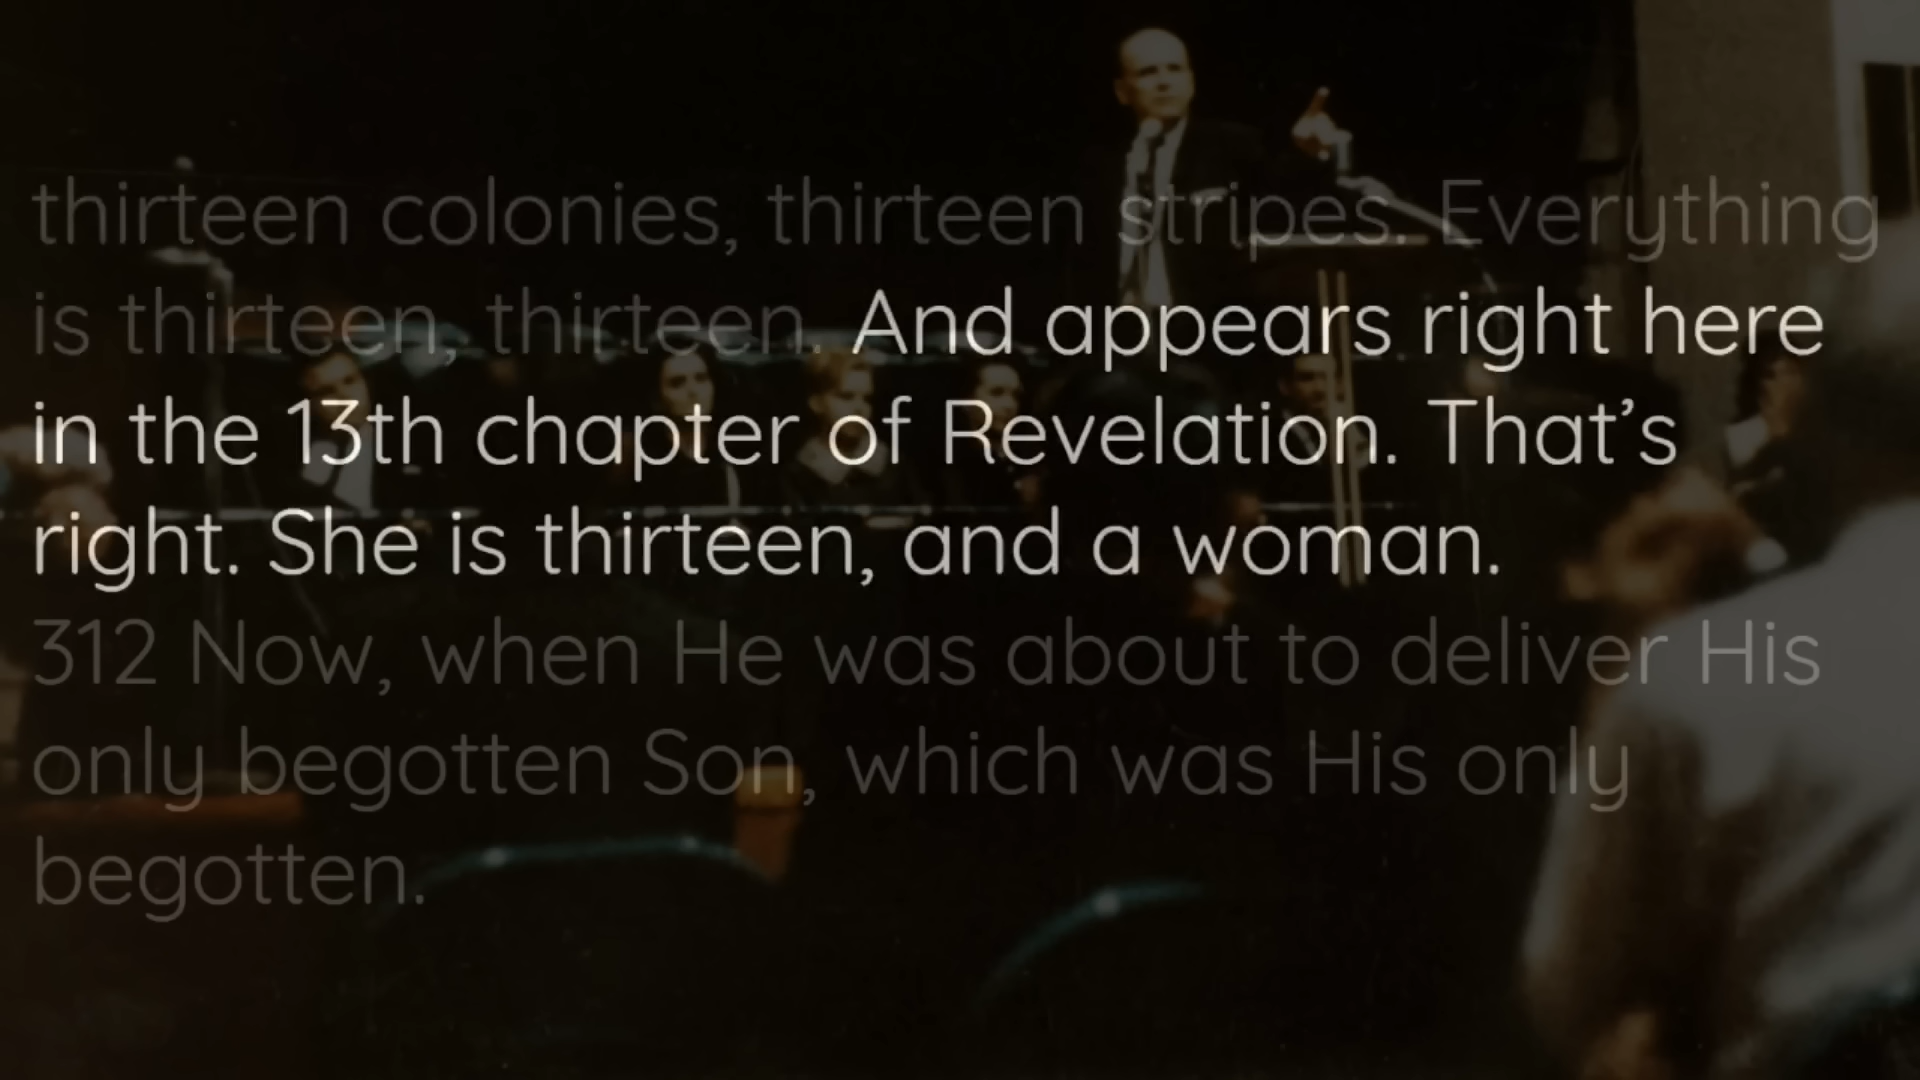 thirteen colonies, thirteen stripes. Everything
is thirteen, thirteen. And appears right here
in the 13th chapter of Revelation. That’s
right. She is thirteen, and a woman.
312 Now, when He was about to deliver His
only begotten Son, which was His only
begotten.